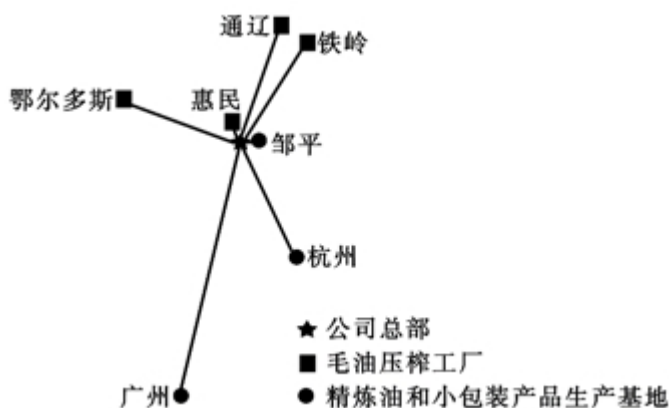 通辽
铁岭
鄂尔多斯
惠民
邹平
杭州
公司总部
毛油压榨工厂
广州
精炼油和小包装产品生产基地